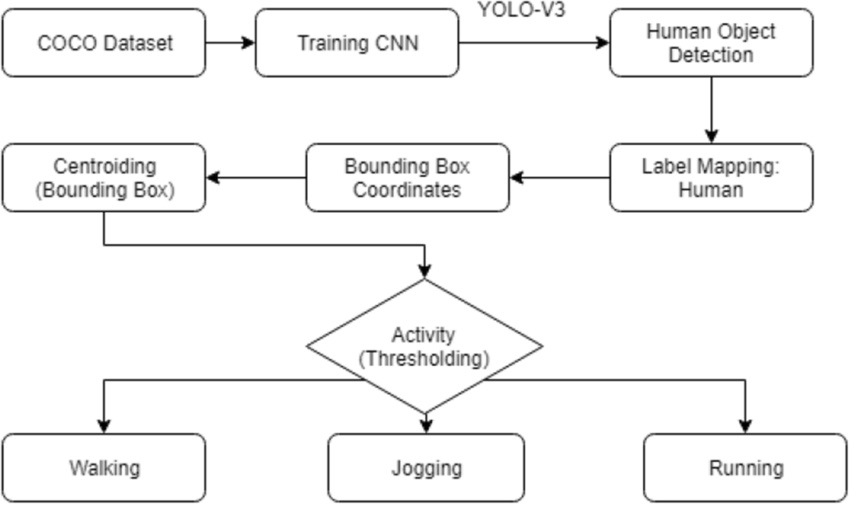 YOLO-V3
COCO Dataset
Training CNN
Human Object
Detection
Label Mapping:
Human
Bounding Box
Coordinates
Centroiding
(Bounding Box)
Activity
(Thresholding)
Walking
Jogging
Running